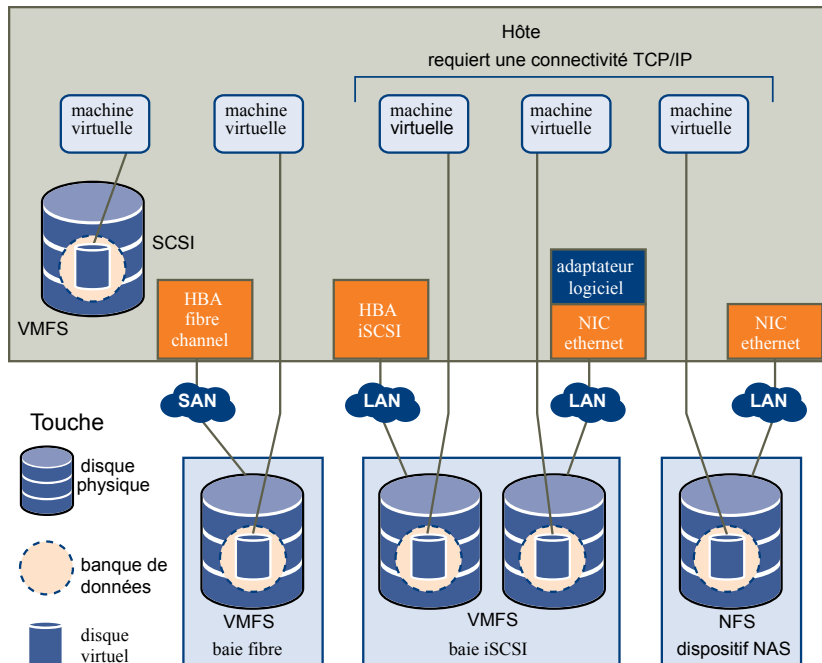 Hôte
requiert une connectivité TCP/IP
machine
virtuelle
machine
virtuelle
machine
virtuelle
machine
virtuelle
machine
virtuelle
SCSI
VMFS
HBA
fibre
channel
HBA
iSCSI
adaptateur
logiciel
NIC
ethernet
NIC
ethernet
SAN
LAN
LAN
LAN
Touche
disque
physique
banque de
données
disque
virtuel
VMFS
baie fibre
VMFS
baie iSCSI
NFS
dispositif NAS